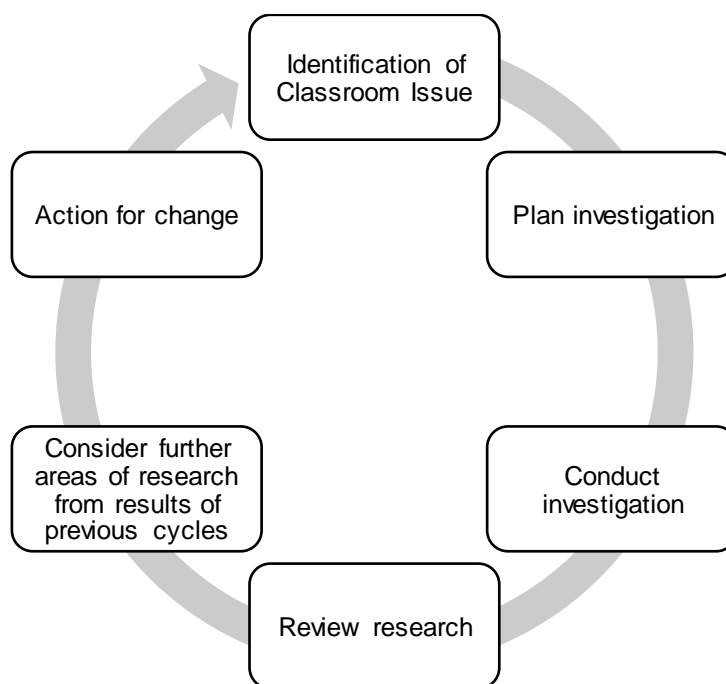 Identification of
Classroom Issue
Plan investigation
Conduct
investigation
Review research
Consider further
areas of research
from results of
previous cycles
Action for change